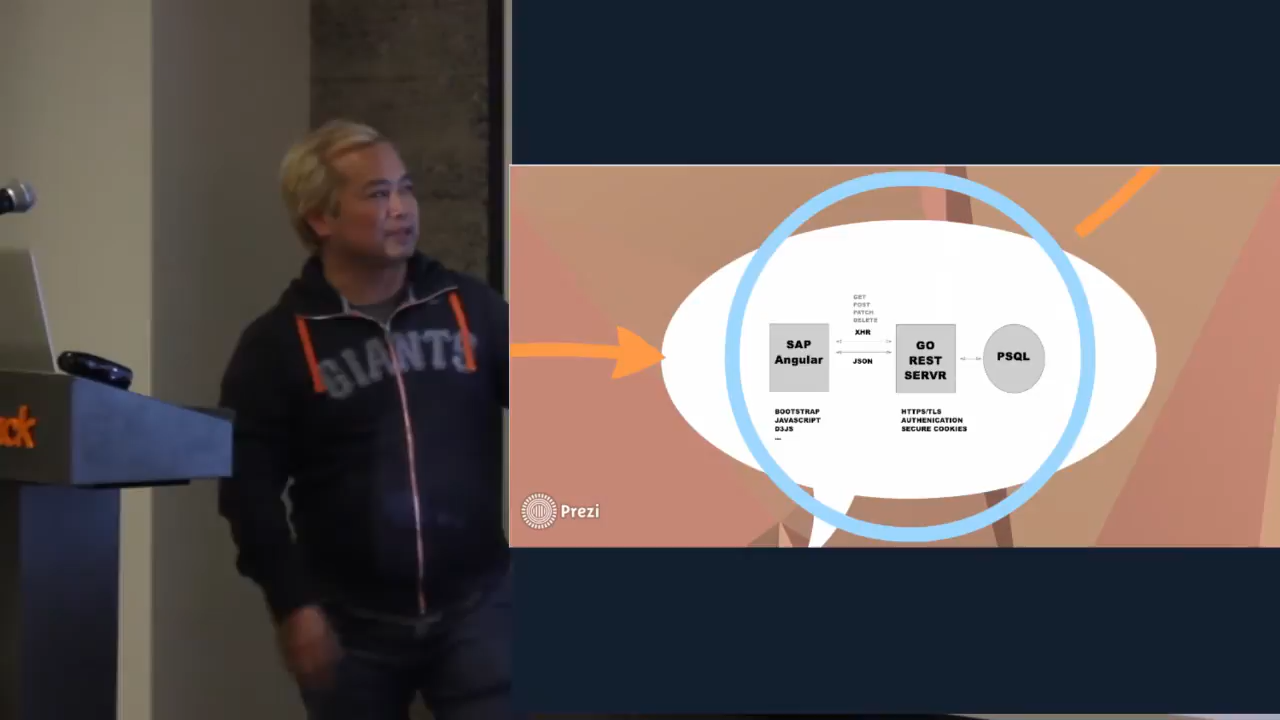 ck
GIANTS
GET
POST
PATCH
DELETE
XHR
JSON
SAP
Angular
GO
REST
SERVR
PSQL
BOOTSTRAP
JAVASCRIPT
D3JS
...
HTTPS/TLS
AUTHENICATION
SECURE COOKIES
Prezi